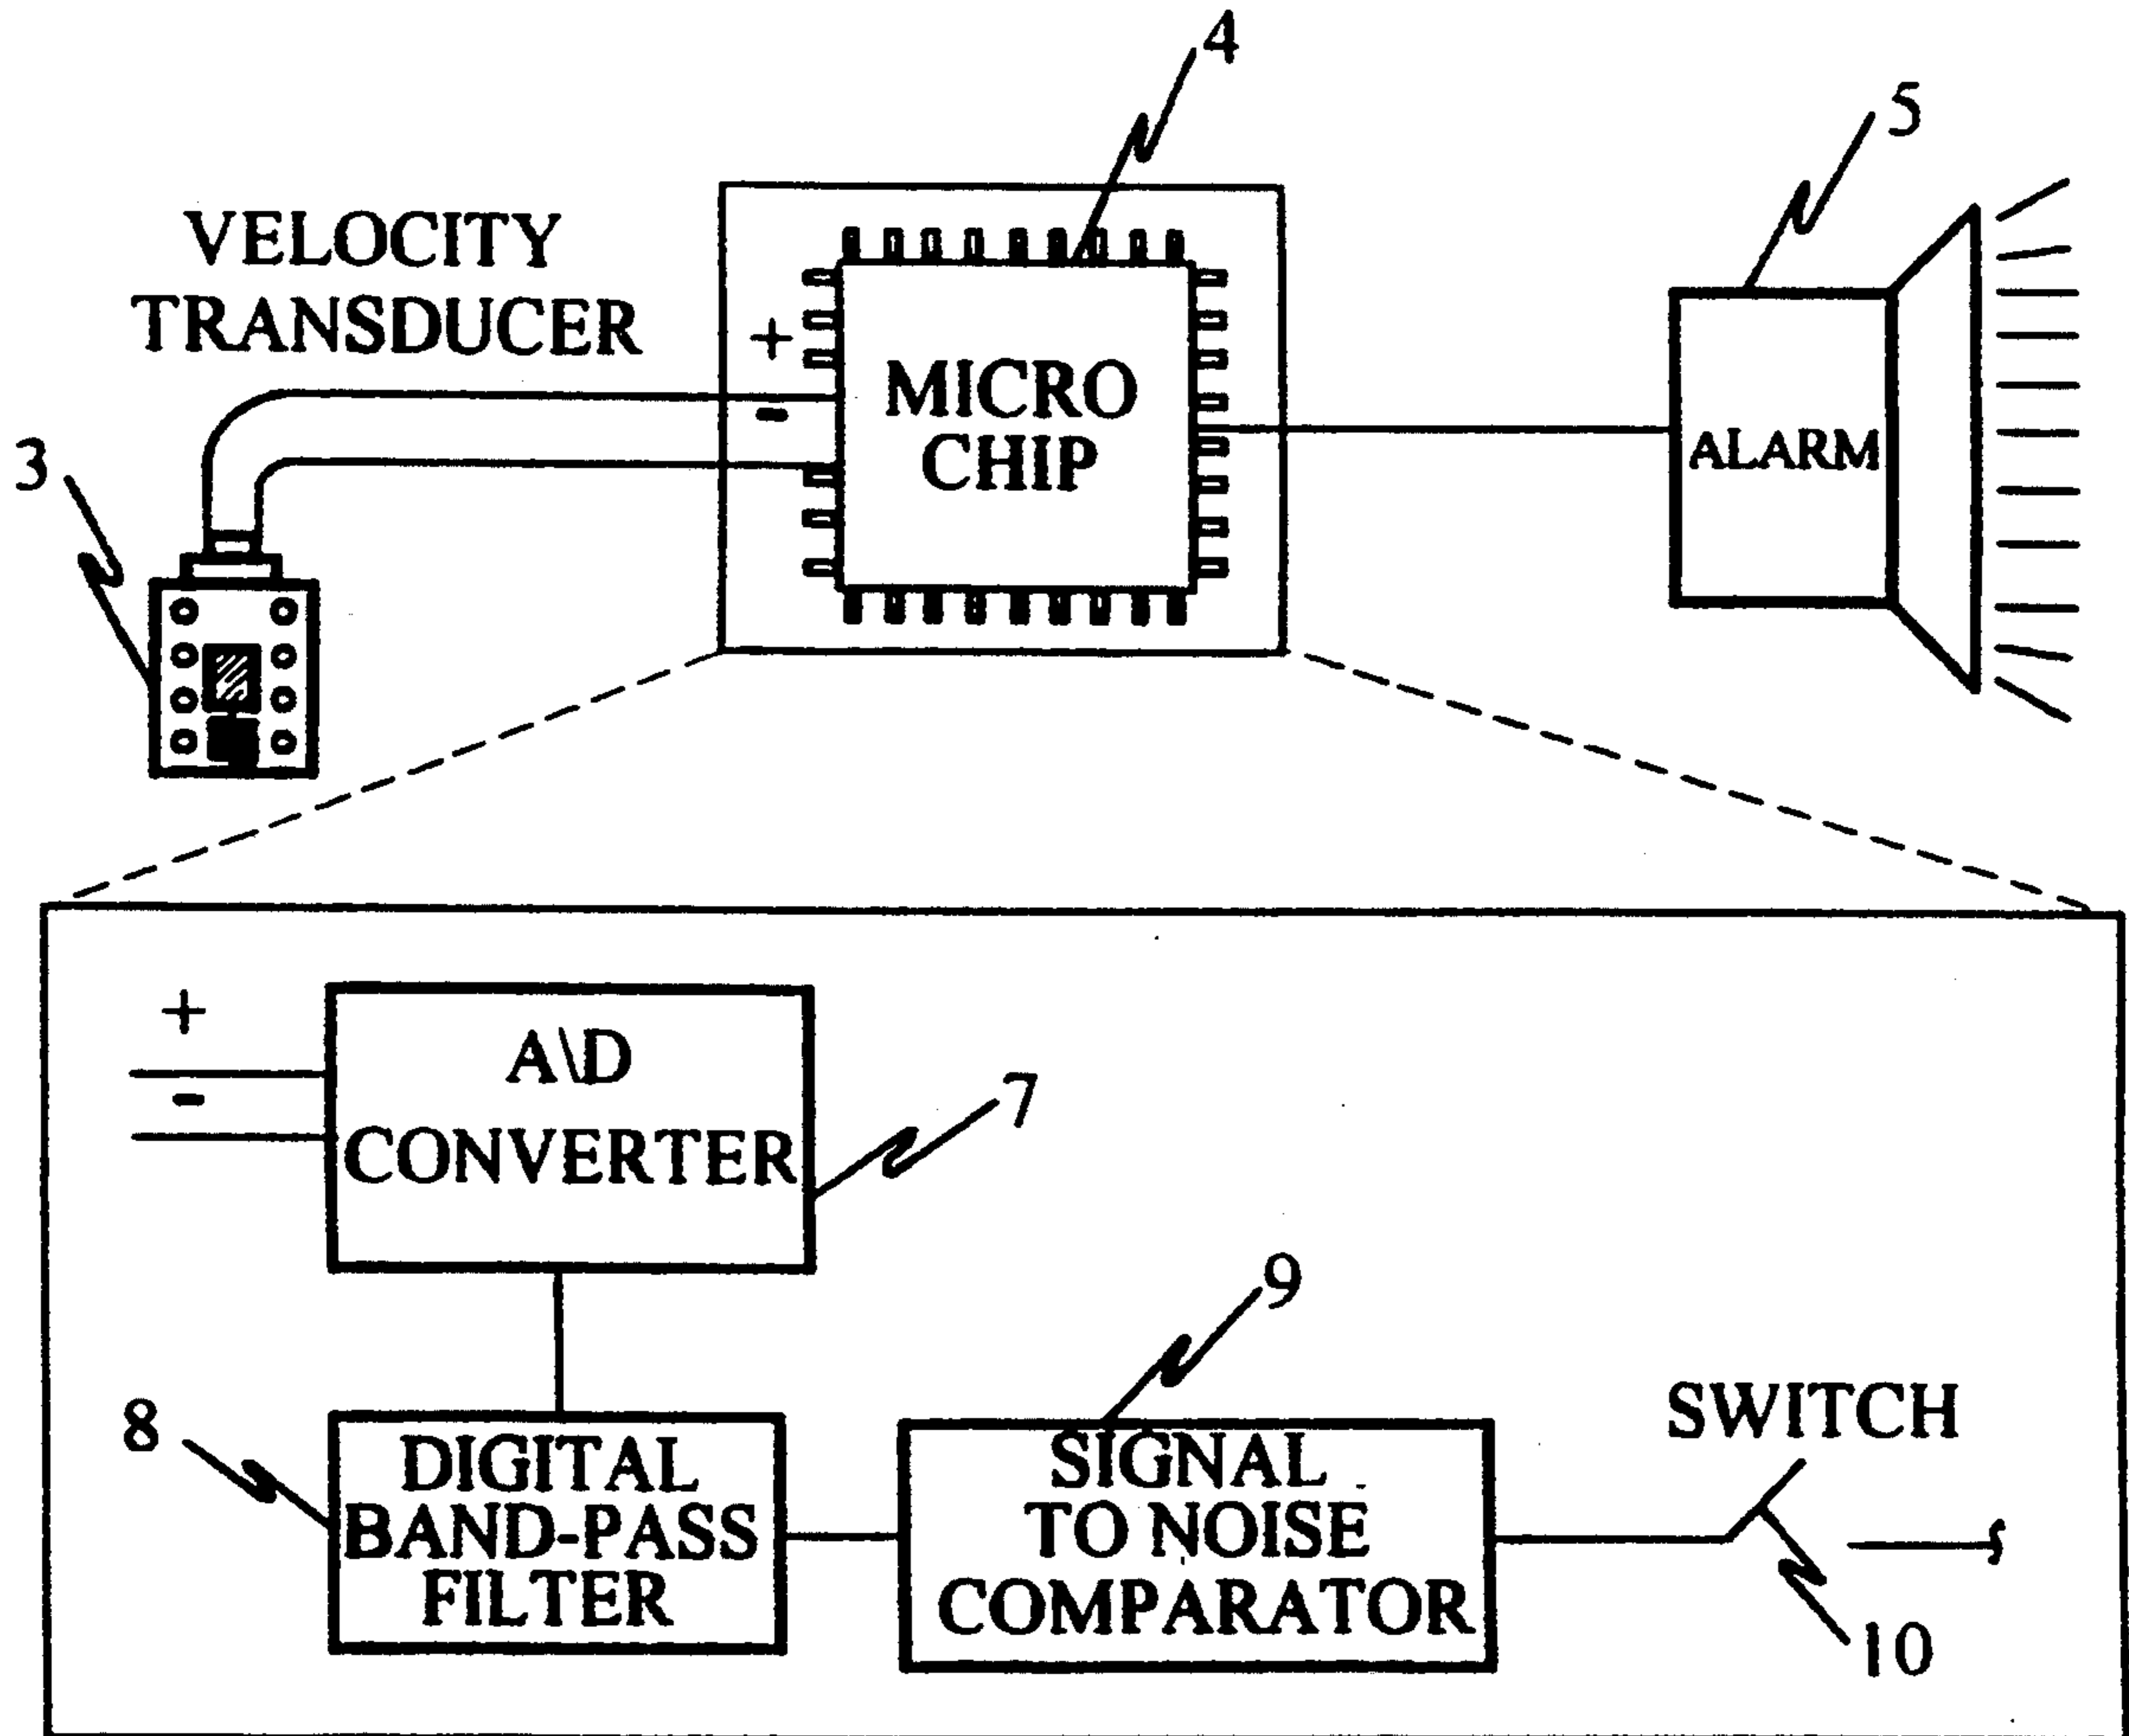 4
5
VELOCITY
TRANSDUCER
+
-
MICRO
CHIP
ALARM
3
+
-
A\D
CONVERTER
7
9
8
DIGITAL
BAND-PASS
FILTER
SIGNAL
TO NOISE
COMPARATOR
SWITCH
10